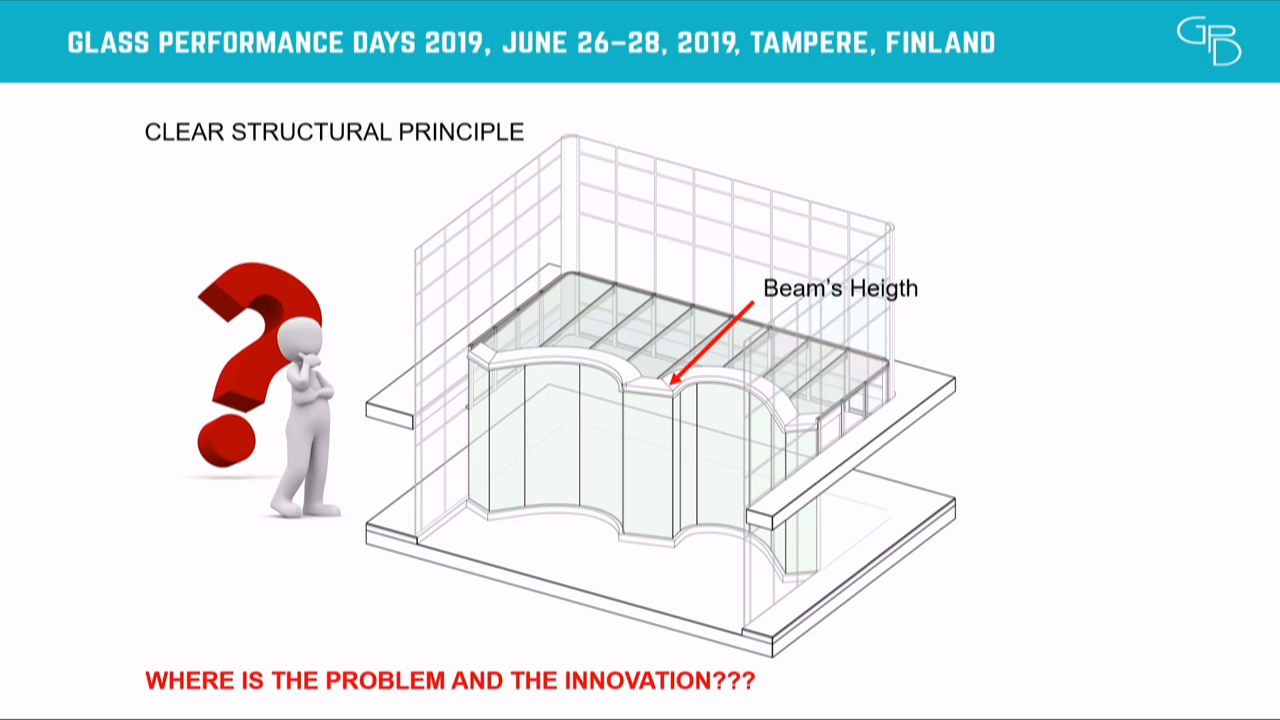 GLASS PERFORMANCE DAYS 2019, JUNE 26–28, 2019, TAMPERE, FINLAND
GPD
CLEAR STRUCTURAL PRINCIPLE
Beam's Heigth
WHERE IS THE PROBLEM AND THE INNOVATION???